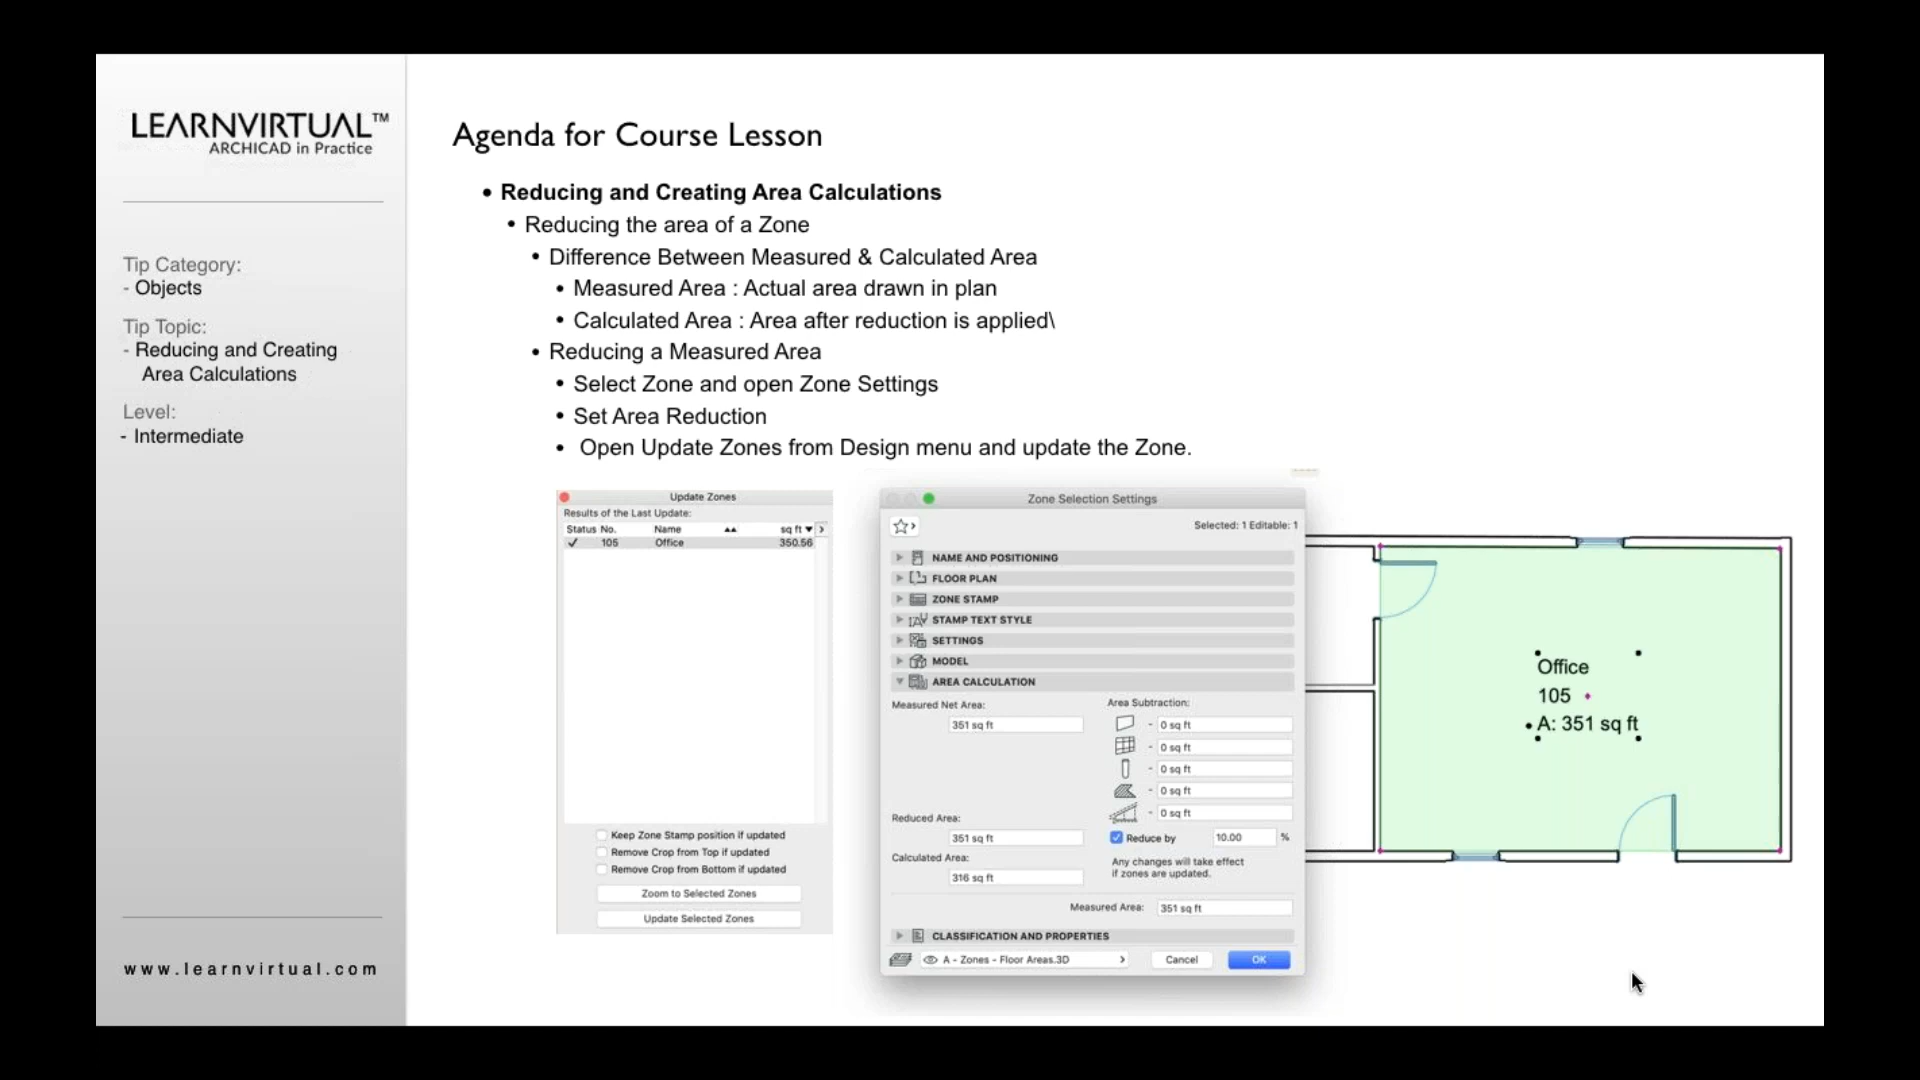 LEARNVIRTUAL™
ARCHICAD in Practice
Tip Category:
- Objects
Tip Topic:
- Reducing and Creating
Area Calculations
Level:
- Intermediate
www.learnvirtual.com
Agenda for Course Lesson
• Reducing and Creating Area Calculations
• Reducing the area of a Zone
• Difference Between Measured & Calculated Area
• Measured Area : Actual area drawn in plan
• Calculated Area : Area after reduction is applied\
• Reducing a Measured Area
• Select Zone and open Zone Settings
• Set Area Reduction
• Open Update Zones from Design menu and update the Zone.
Update Zones
Results of the Last Update:
Status No. Name sq ft
105 Office 350.56
Keep Zone Stamp position if updated
Remove Crop from Top if updated
Remove Crop from Bottom if updated
Zoom to Selected Zones
Update Selected Zones
Zone Selection Settings
Selected: 1 Editable: 1
NAME AND POSITIONING
FLOOR PLAN
ZONE STAMP
STAMP TEXT STYLE
SETTINGS
MODEL
AREA CALCULATION
Measured Net Area:
351 sq ft
Area Subtraction:
- 0 sq ft
- 0 sq ft
- 0 sq ft
- 0 sq ft
- 0 sq ft
Reduced Area:
351 sq ft
Reduce by 10.00 %
Calculated Area:
316 sq ft
Any changes will take effect
if zones are updated.
Measured Area: 351 sq ft
CLASSIFICATION AND PROPERTIES
A - Zones - Floor Areas.3D
Cancel
OK
Office
105
A: 351 sq ft